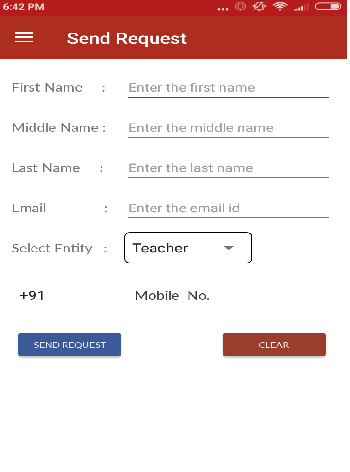 6:42 PM
Send Request
First Name : Enter the first name
Middle Name : Enter the middle name
Last Name : Enter the last name
Email : Enter the email id
Select Entity : Teacher
+91 Mobile No.
SEND REQUEST CLEAR